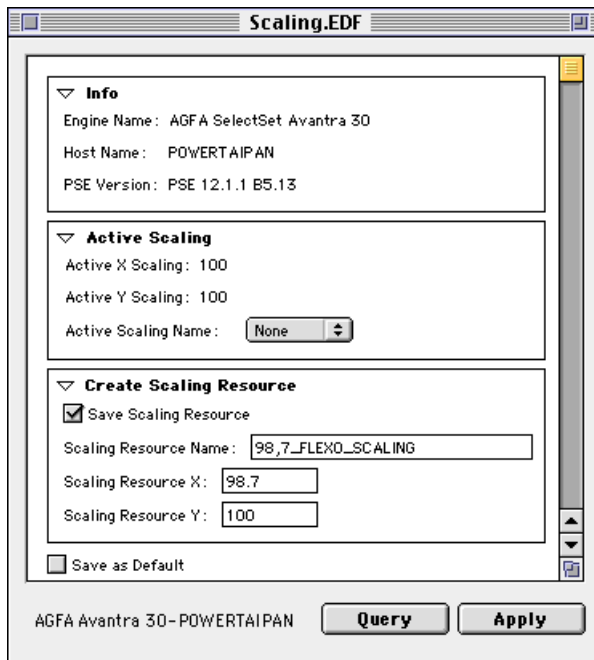 Scaling.EDF
Info
Engine Name: AGFA SelectSet Avantra 30
Host Name: POWERTAIPAN
PSE Version: PSE 12.1.1 B5.13
Active Scaling
Active X Scaling: 100
Active Y Scaling: 100
Active Scaling Name: None
Create Scaling Resource
Save Scaling Resource
Scaling Resource Name: 98,7_FLEXO_SCALING
Scaling Resource X: 98.7
Scaling Resource Y: 100
Save as Default
AGFA Avantra 30-POWERTAIPAN Query Apply